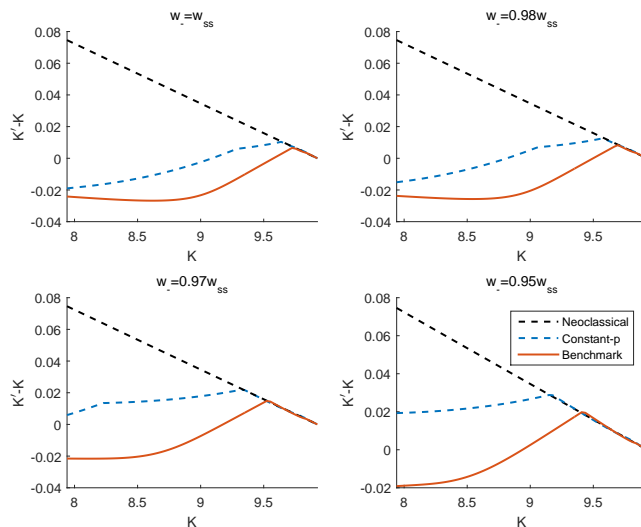 w_=w_ss
0.08
0.06
0.04
0.02
0
-0.02
-0.04
K'-K
8
8.5
9
9.5
K
w_=0.98w_ss
0.08
0.06
0.04
0.02
0
-0.02
-0.04
K'-K
8
8.5
9
9.5
K
w_=0.97w_ss
0.08
0.06
0.04
0.02
0
-0.02
-0.04
K'-K
8
8.5
9
9.5
K
w_=0.95w_ss
0.08
0.06
0.04
0.02
0
-0.02
K'-K
8
8.5
9
9.5
K
Neoclassical
Constant-p
Benchmark